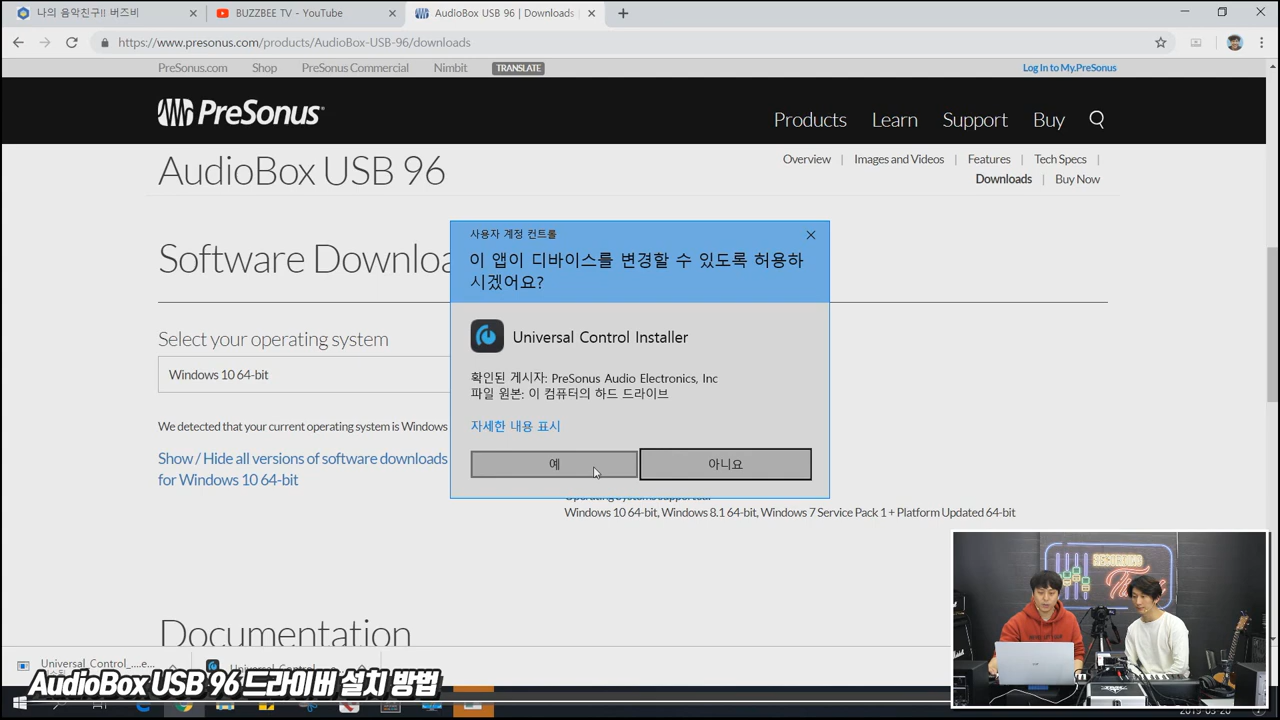 나의 음악친구!! 버즈비
BUZZBEE TV - YouTube
AudioBox USB 96 | Downloads
https://www.presonus.com/products/AudioBox-USB-96/downloads
PreSonus.com
Shop
PreSonus Commercial
Nimbit
TRANSLATE
Log In to My.PreSonus
PreSonus
Products
Learn
Support
Buy
AudioBox USB 96
Overview | Images and Videos | Features | Tech Specs |
Downloads | Buy Now
Software Downlo
Select your operating system
Windows 10 64-bit
We detected that your current operating system is Windows
Show / Hide all versions of software downloads
for Windows 10 64-bit
사용자 계정 컨트롤
이 앱이 디바이스를 변경할 수 있도록 허용하
시겠어요?
Universal Control Installer
확인된 게시자: PreSonus Audio Electronics, Inc
파일 원본: 이 컴퓨터의 하드 드라이브
자세한 내용 표시
예
아니요
Windows 10 64-bit, Windows 8.1 64-bit, Windows 7 Service Pack 1 + Platform Updated 64-bit
RECORDING
Times
Documentation
Universal_Control_....e...
AudioBox USB 96 드라이버 설치 방법